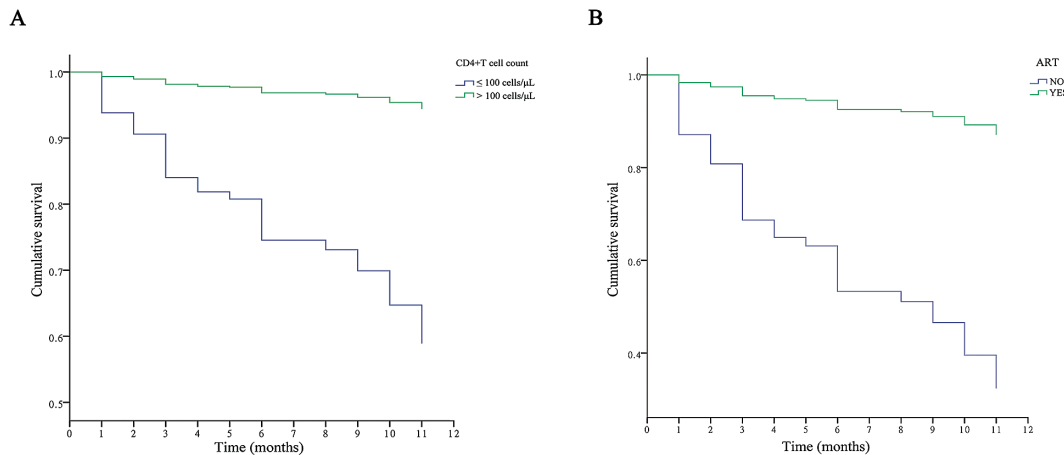 A
CD4+T cell count
≤ 100 cells/μL
> 100 cells/μL
1.0
0.9
0.8
0.7
0.6
0.5
Cumulative survival
0 1 2 3 4 5 6 7 8 9 10 11 12
Time (months)
B
ART
NO
YES
1.0
0.8
0.6
0.4
Cumulative survival
0 1 2 3 4 5 6 7 8 9 10 11 12
Time (months)